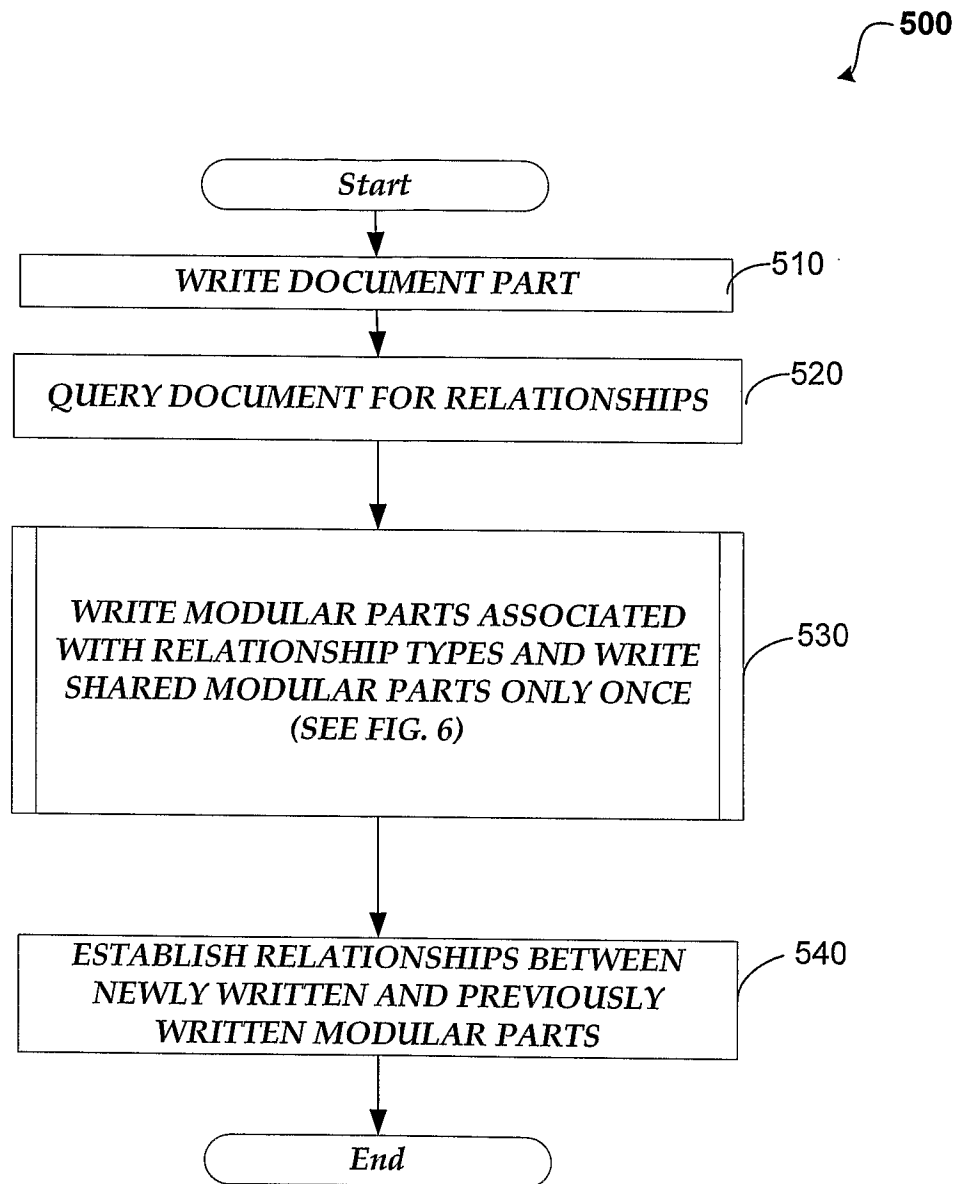 500
Start
WRITE DOCUMENT PART
510
QUERY DOCUMENT FOR RELATIONSHIPS
520
WRITE MODULAR PARTS ASSOCIATED
WITH RELATIONSHIP TYPES AND WRITE
SHARED MODULAR PARTS ONLY ONCE
(SEE FIG. 6)
530
ESTABLISH RELATIONSHIPS BETWEEN
NEWLY WRITTEN AND PREVIOUSLY
WRITTEN MODULAR PARTS
540
End